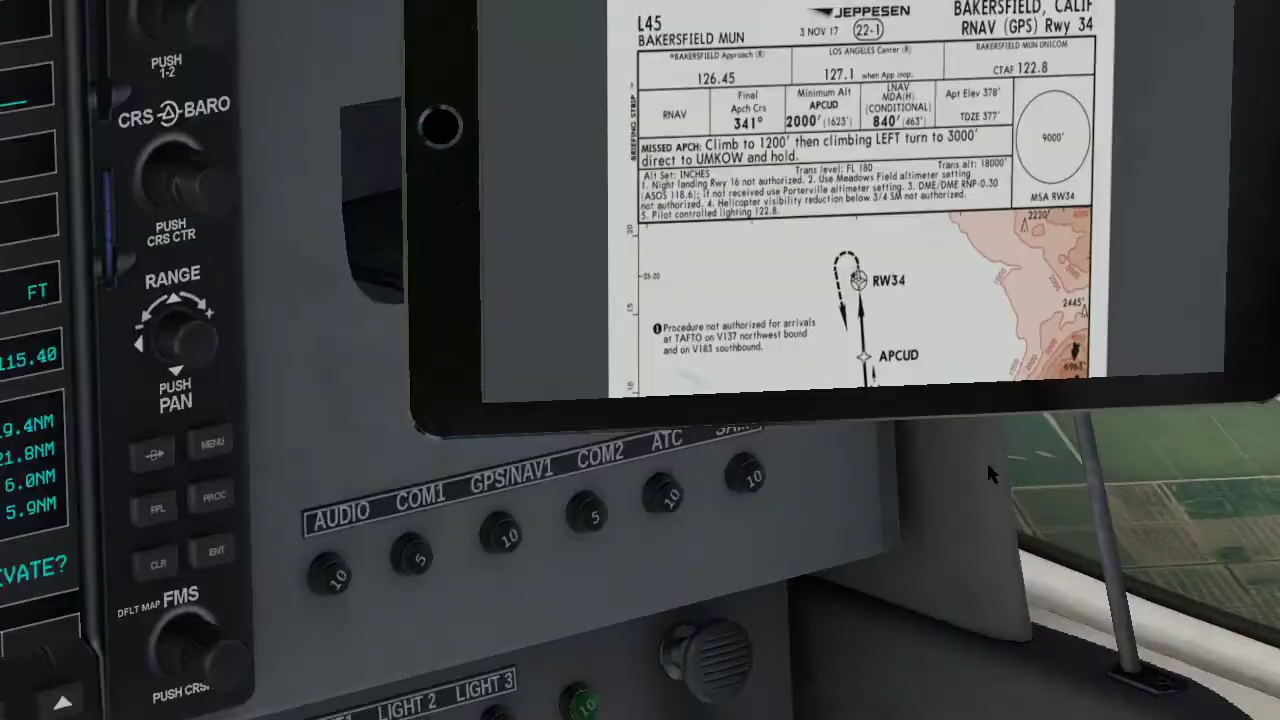 L45
BAKERSFIELD MUN
JEPPESEN
3 NOV 17 22-1
BAKERSFIELD, CALIF
RNAV (GPS) Rwy 34
BRIEFING STRIP
*BAKERSFIELD Approach (R)
126.45
LOS ANGELES Center (R)
127.1 when App inop.
BAKERSFIELD MUN UNICOM
CTAF 122.8
RNAV
Final
Apch Crs
341°
Minimum Alt
APCUD
2000' (1623')
LNAV
MDA(H)
(CONDITIONAL)
840' (463')
Apt Elev 378'
TDZE 377'
9000'
MSA RW34
MISSED APCH: Climb to 1200' then climbing LEFT turn to 3000'
direct to UMKOW and hold.
Alt Set: INCHES Trans level: FL 180 Trans alt: 18000'
1. Night landing Rwy 16 not authorized. 2. Use Meadows Field altimeter setting
(ASOS 118.6); if not received use Porterville altimeter setting. 3. DME/DME RNP-0.30
not authorized. 4. Helicopter visibility reduction below 3/4 SM not authorized.
5. Pilot controlled lighting 122.8.
20
35-20
15
10
2220'
2445'
6963'
RW34
APCUD
1 Procedure not authorized for arrivals
at TAFTO on V137 northwest bound
and on V183 southbound.
PUSH
1-2
CRS BARO
PUSH
CRS CTR
RANGE
PUSH
PAN
MENU
FPL
PROC
CLR
ENT
DFLT MAP FMS
PUSH CRSR
FT
115.40
9.4NM
21.8NM
6.0NM
5.9NM
VATE?
AUDIO COM1 GPS/NAV1 COM2 ATC
10 5 10 5 10 10
LIGHT 2 LIGHT 3
10